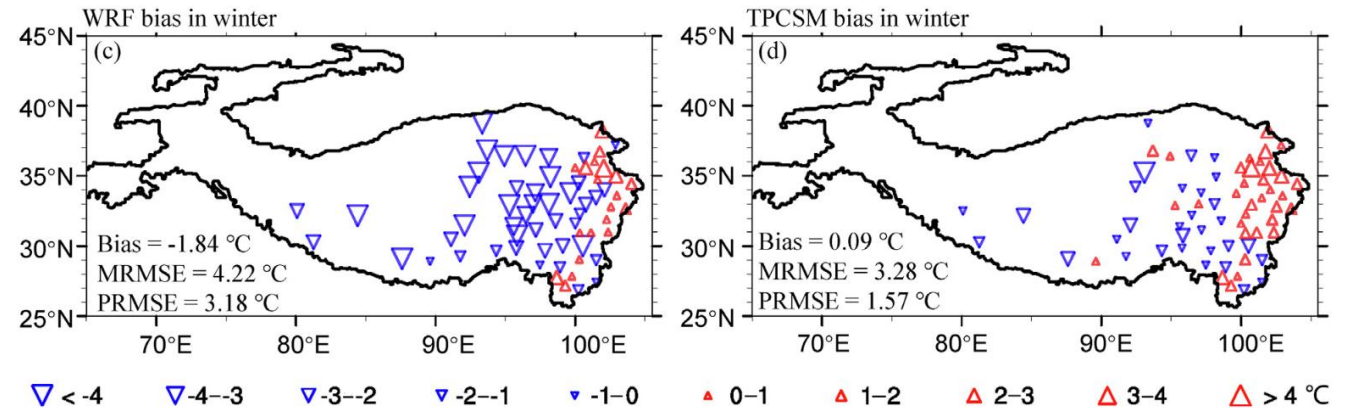 WRF bias in winter
TPCSM bias in winter
45°N
(c)
40°N
35°N
30°N
25°N
Bias = -1.84 ℃
MRMSE = 4.22 ℃
PRMSE = 3.18 ℃
70°E 80°E 90°E 100°E
45°N
(d)
40°N
35°N
30°N
25°N
Bias = 0.09 ℃
MRMSE = 3.28 ℃
PRMSE = 1.57 ℃
70°E 80°E 90°E 100°E
< -4 -4--3 -3--2 -2--1 -1-0 0-1 1-2 2-3 3-4 > 4 ℃